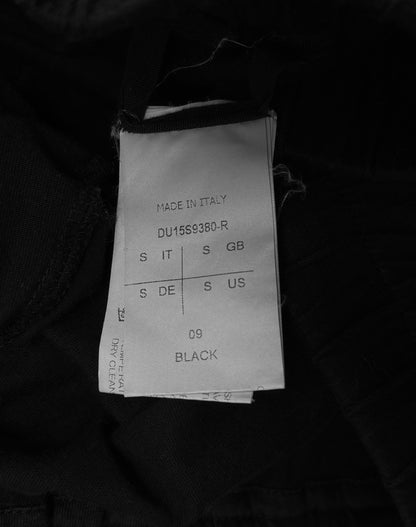 MADE IN ITALY
DU15S9380-R
S IT S GB
S DE S US
09
BLACK
DRY CLEAN